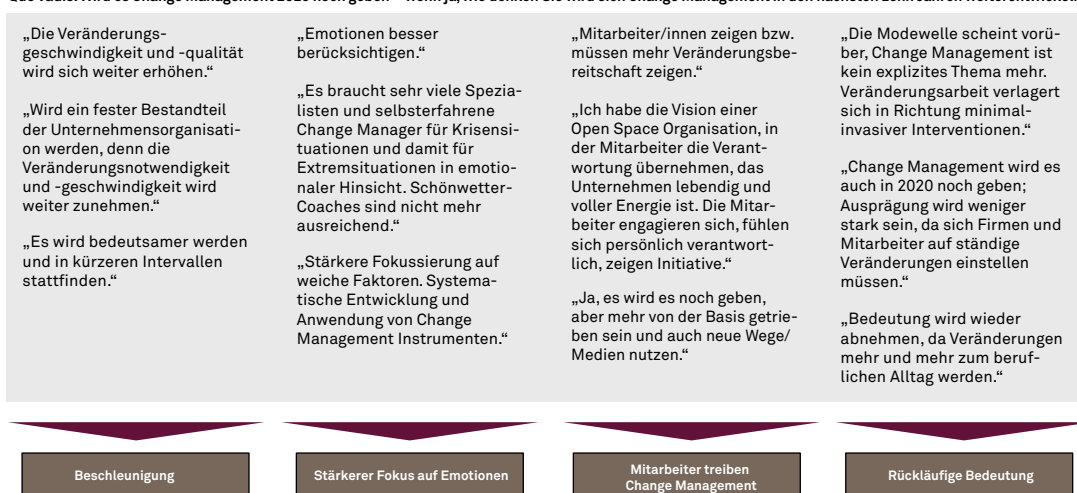 „Die Veränderungs-
geschwindigkeit und -qualität
wird sich weiter erhöhen.“
„Wird ein fester Bestandteil
der Unternehmensorganisati-
on werden, denn die
Veränderungsnotwendigkeit
und -geschwindigkeit wird
weiter zunehmen.“
„Es wird bedeutsamer werden
und in kürzeren Intervallen
stattfinden.“
„Emotionen besser
berücksichtigen.“
„Es braucht sehr viele Spezia-
listen und selbsterfahrene
Change Manager für Krisensi-
tuationen und damit für
Extremsituationen in emotio-
naler Hinsicht. Schönwetter-
Coaches sind nicht mehr
ausreichend.“
„Stärkere Fokussierung auf
weiche Faktoren. Systema-
tische Entwicklung und
Anwendung von Change
Management Instrumenten.“
„Mitarbeiter/innen zeigen bzw.
müssen mehr Veränderungsbe-
reitschaft zeigen.“
„Ich habe die Vision einer
Open Space Organisation, in
der Mitarbeiter die Verant-
wortung übernehmen, das
Unternehmen lebendig und
voller Energie ist. Die Mitar-
beiter engagieren sich, fühlen
sich persönlich verantwort-
lich, zeigen Initiative.“
„Ja, es wird es noch geben,
aber mehr von der Basis getrie-
ben sein und auch neue Wege/
Medien nutzen.“
„Die Modewelle scheint vorü-
ber, Change Management ist
kein explizites Thema mehr.
Veränderungsarbeit verlagert
sich in Richtung minimal-
invasiver Interventionen.“
„Change Management wird es
auch in 2020 noch geben;
Ausprägung wird weniger
stark sein, da sich Firmen und
Mitarbeiter auf ständige
Veränderungen einstellen
müssen.“
„Bedeutung wird wieder
abnehmen, da Veränderungen
mehr und mehr zum beruf-
lichen Alltag werden.“
Beschleunigung
Stärkerer Fokus auf Emotionen
Mitarbeiter treiben
Change Management
Rückläufige Bedeutung